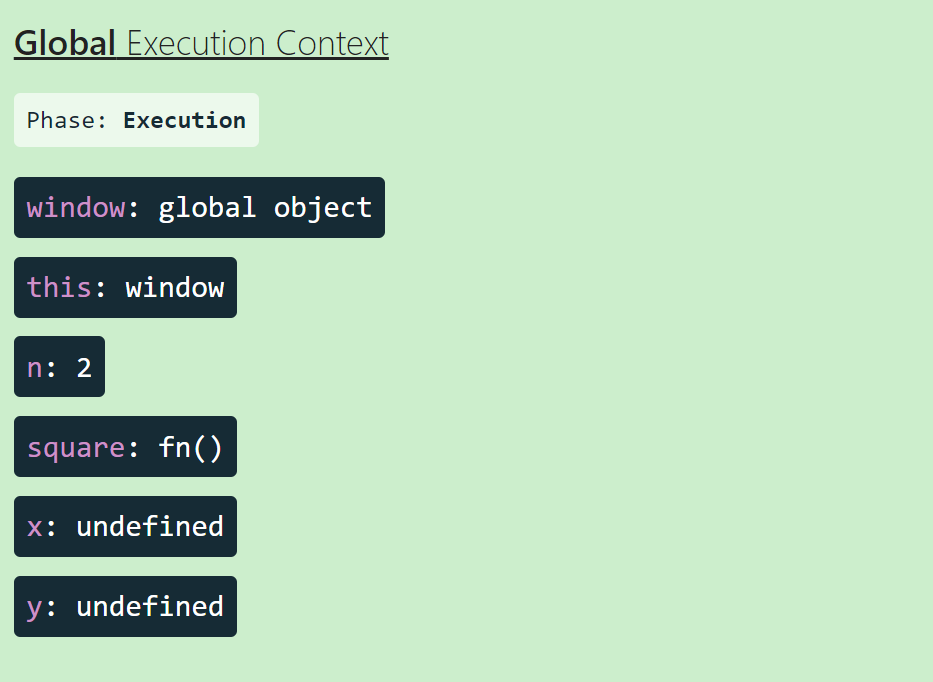 Global Execution Context
Phase: Execution
window: global object
this: window
n: 2
square: fn()
x: undefined
y: undefined